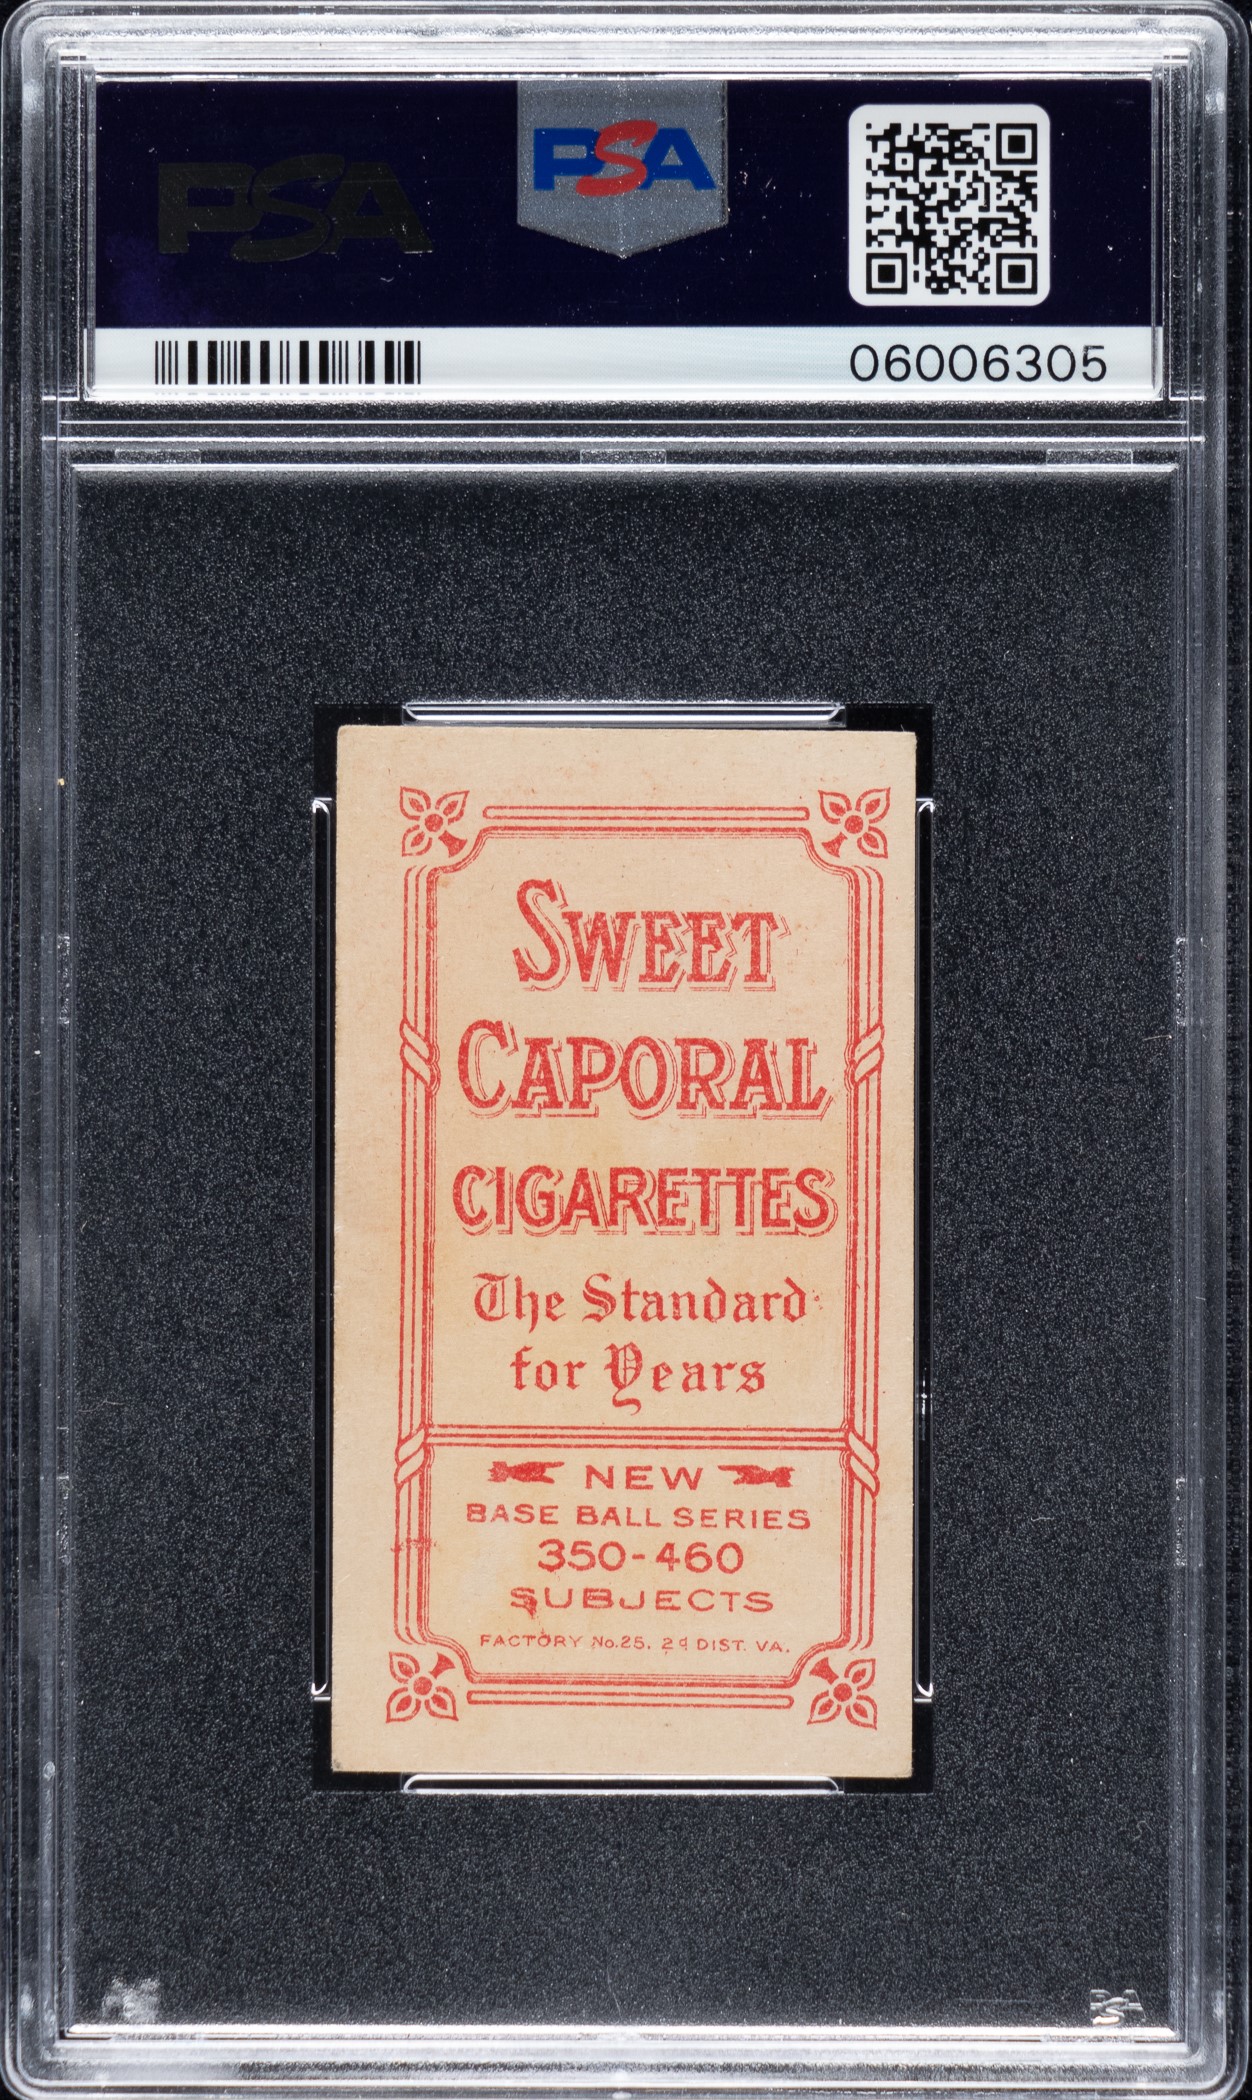 PSA
PSA
06006305
SWEET
CAPORAL
CIGARETTES
The Standard
for Years
NEW
BASE BALL SERIES
350-460
SUBJECTS
FACTORY No. 25. 2d DIST. VA.
PSA